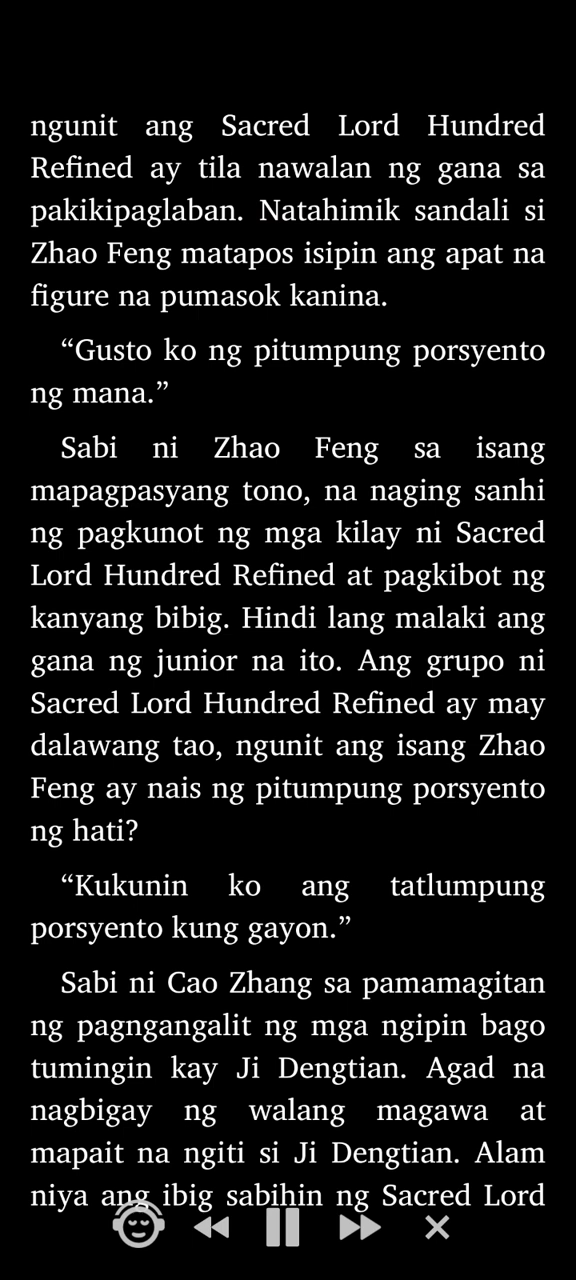 ngunit ang Sacred Lord Hundred
Refined ay tila nawalan ng gana sa
pakikipaglaban. Natahimik sandali si
Zhao Feng matapos isipin ang apat na
figure na pumasok kanina.
“Gusto ko ng pitumpung porsyento
ng mana.”
Sabi ni Zhao Feng sa isang
mapagpasyang tono, na naging sanhi
ng pagkunot ng mga kilay ni Sacred
Lord Hundred Refined at pagkibot ng
kanyang bibig. Hindi lang malaki ang
gana ng junior na ito. Ang grupo ni
Sacred Lord Hundred Refined ay may
dalawang tao, ngunit ang isang Zhao
Feng ay nais ng pitumpung porsyento
ng hati?
“Kukunin ko ang tatlumpung
porsyento kung gayon.”
Sabi ni Cao Zhang sa pamamagitan
ng pagngangalit ng mga ngipin bago
tumingin kay Ji Dengtian. Agad na
nagbigay ng walang magawa at
mapait na ngiti si Ji Dengtian. Alam
niya ang ibig sabihin ng Sacred Lord